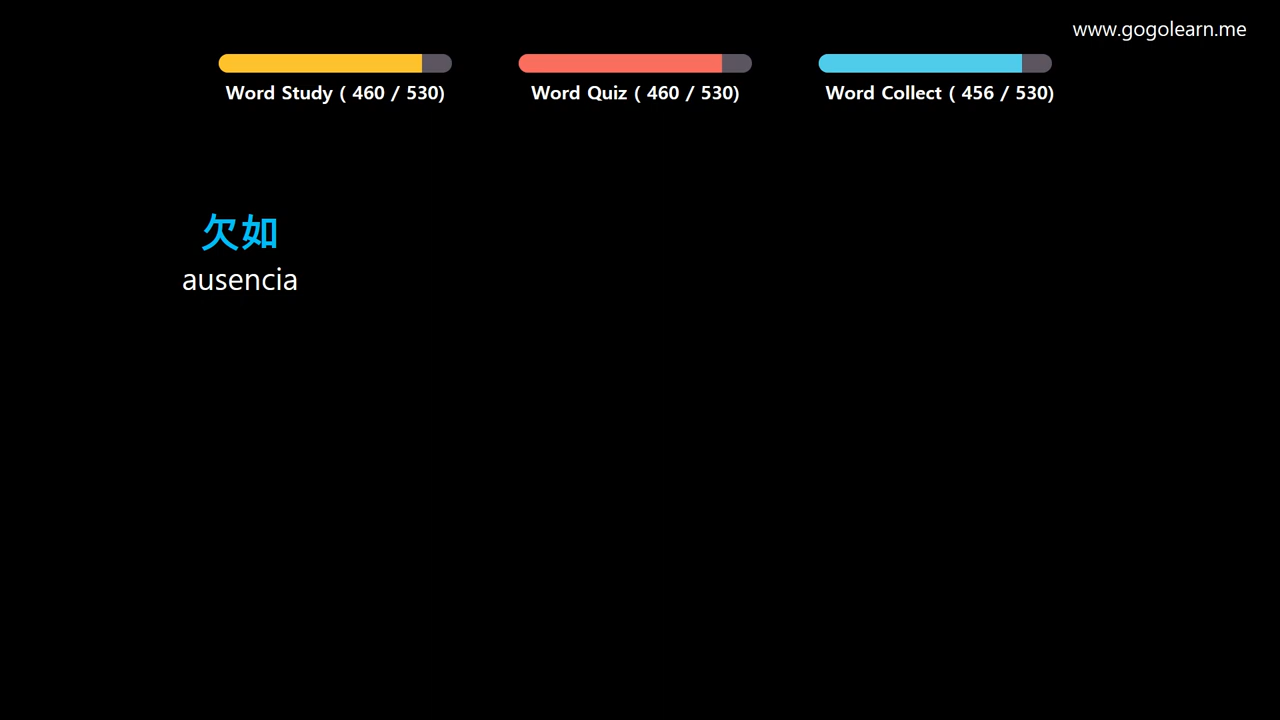 www.gogolearn.me
Word Study ( 460 / 530)
Word Quiz ( 460 / 530)
Word Collect ( 456 / 530)
欠如
ausencia